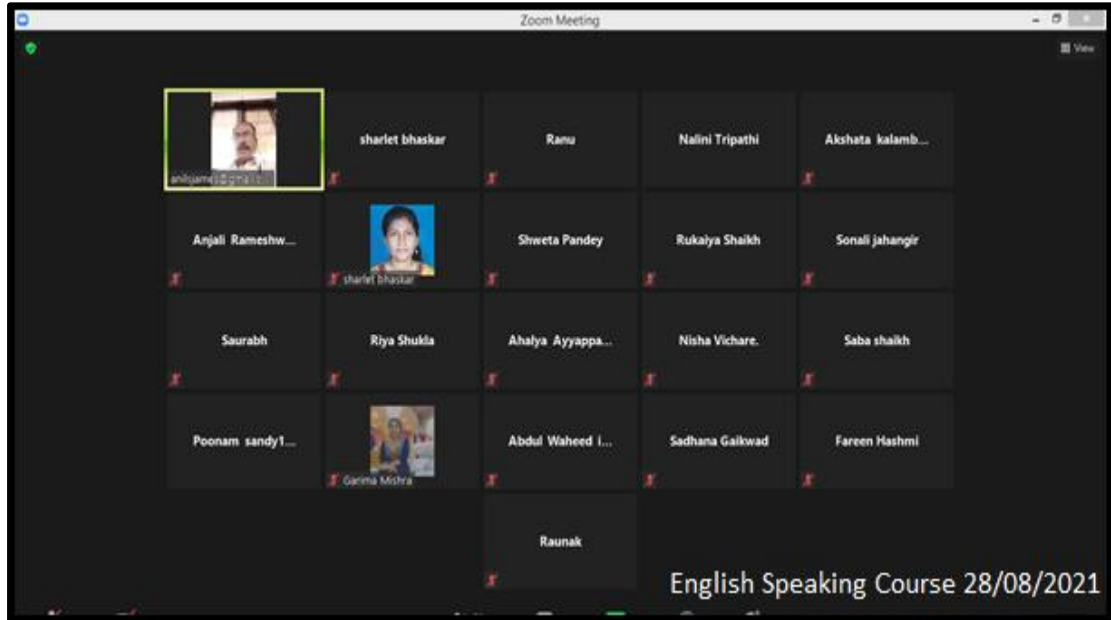 Zoom Meeting
View
anilsjames@gmail.c...
sharlet bhaskar
Ranu
Nalini Tripathi
Akshata kalamb...
Anjali Rameshw...
sharlet bhaskar
Shweta Pandey
Rukaiya Shaikh
Sonali jahangir
Saurabh
Riya Shukla
Ahalya Ayyappa...
Nisha Vichare.
Saba shaikh
Poonam sandy1...
Garima Mishra
Abdul Waheed i...
Sadhana Gaikwad
Fareen Hashmi
Raunak
English Speaking Course 28/08/2021